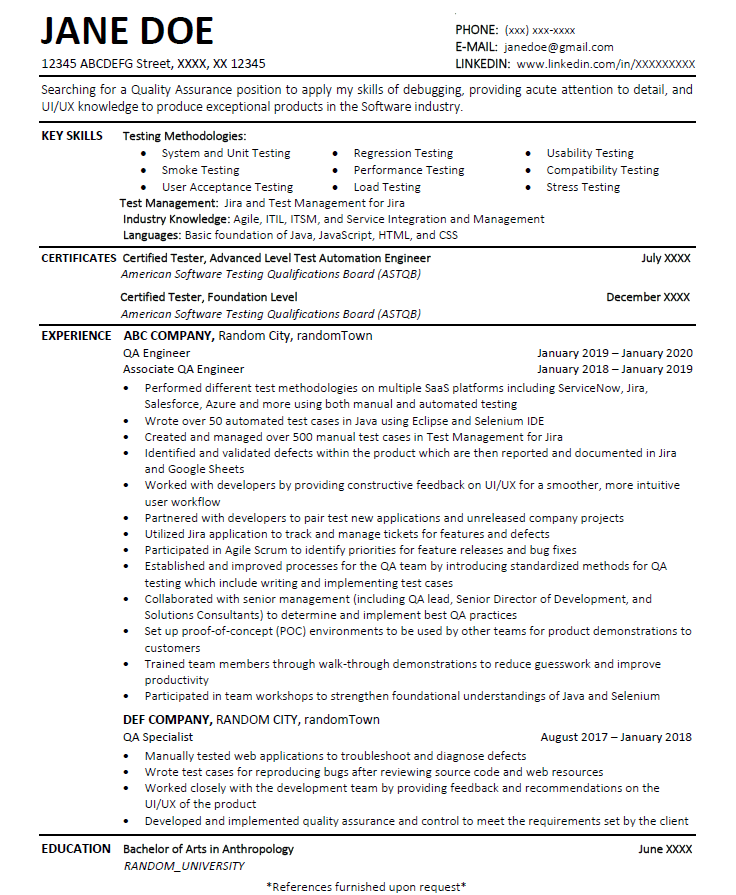 JANE DOE
PHONE: (xx) xxx-xxxx
E-MAIL: janedoe@gmail.com
12345 ABCDEFG Street, XXXX, XX 12345
LINKEDIN: www.linkedin.com/in/XXXXXXXXX
Searching for a Quality Assurance position to apply my skills of debugging, providing acute attention to detail, and
UI/UX knowledge to produce exceptional products in the Software industry.
KEY SKILLS Testing Methodologies:
• System and Unit Testing • Regression Testing • Usability Testing
• Smoke Testing • Performance Testing • Compatibility Testing
• User Acceptance Testing • Load Testing • Stress Testing
Test Management: Jira and Test Management for Jira
Industry Knowledge: Agile, ITIL, ITSM, and Service Integration and Management
Languages: Basic foundation of Java, JavaScript, HTML, and CSS
CERTIFICATES Certified Tester, Advanced Level Test Automation Engineer July XXXX
American Software Testing Qualifications Board (ASTQB)
Certified Tester, Foundation Level December XXXX
American Software Testing Qualifications Board (ASTQB)
EXPERIENCE ABC COMPANY, Random City, randomTown
QA Engineer January 2019 – January 2020
Associate QA Engineer January 2018 – January 2019
• Performed different test methodologies on multiple SaaS platforms including ServiceNow, Jira,
Salesforce, Azure and more using both manual and automated testing
• Wrote over 50 automated test cases in Java using Eclipse and Selenium IDE
• Created and managed over 500 manual test cases in Test Management for Jira
• Identified and validated defects within the product which are then reported and documented in Jira
and Google Sheets
• Worked with developers by providing constructive feedback on UI/UX for a smoother, more intuitive
user workflow
• Partnered with developers to pair test new applications and unreleased company projects
• Utilized Jira application to track and manage tickets for features and defects
• Participated in Agile Scrum to identify priorities for feature releases and bug fixes
• Established and improved processes for the QA team by introducing standardized methods for QA
testing which include writing and implementing test cases
• Collaborated with senior management (including QA lead, Senior Director of Development, and
Solutions Consultants) to determine and implement best QA practices
• Set up proof-of-concept (POC) environments to be used by other teams for product demonstrations to
customers
• Trained team members through walk-through demonstrations to reduce guesswork and improve
productivity
• Participated in team workshops to strengthen foundational understandings of Java and Selenium
DEF COMPANY, RANDOM CITY, randomTown
QA Specialist August 2017 – January 2018
• Manually tested web applications to troubleshoot and diagnose defects
• Wrote test cases for reproducing bugs after reviewing source code and web resources
• Worked closely with the development team by providing feedback and recommendations on the
UI/UX of the product
• Developed and implemented quality assurance and control to meet the requirements set by the client
EDUCATION Bachelor of Arts in Anthropology June XXXX
RANDOM_UNIVERSITY
*References furnished upon request*